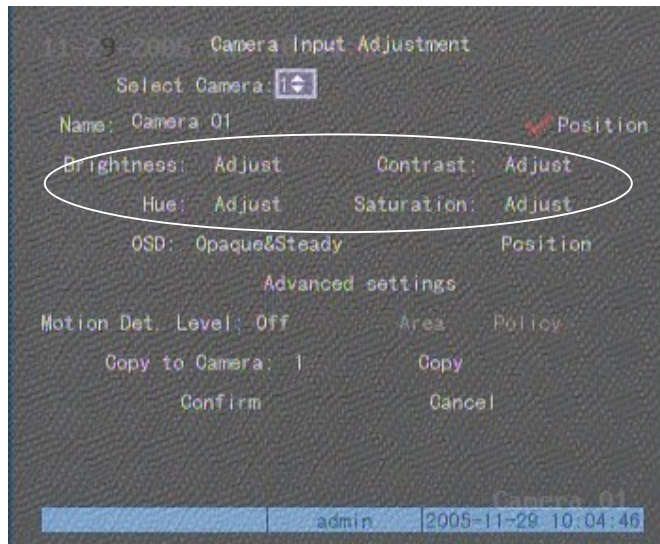 11-29-2005 Camera Input Adjustment
Select Camera: 1
Name: Camera 01 Position
Brightness: Adjust Contrast: Adjust
Hue: Adjust Saturation: Adjust
OSD: Opaque&Steady Position
Advanced settings
Motion Det. Level: Off Area Policy
Copy to Camera: 1 Copy
Confirm Cancel
Camera 01
admin 2005-11-29 10:04:46